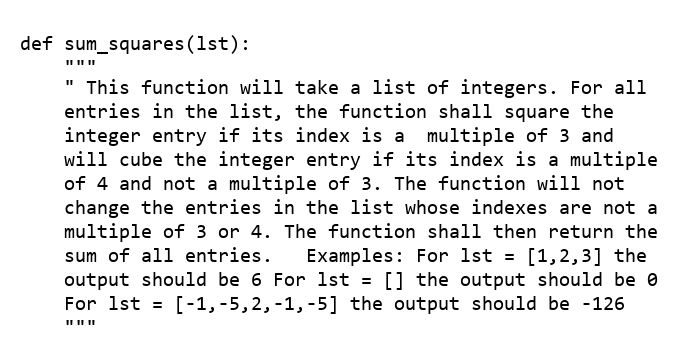 def sum_squares(lst):
    """
    " This function will take a list of integers. For all
    entries in the list, the function shall square the
    integer entry if its index is a  multiple of 3 and
    will cube the integer entry if its index is a multiple
    of 4 and not a multiple of 3. The function will not
    change the entries in the list whose indexes are not a
    multiple of 3 or 4. The function shall then return the
    sum of all entries.   Examples: For lst = [1,2,3] the
    output should be 6 For lst = [] the output should be 0
    For lst = [-1,-5,2,-1,-5] the output should be -126
    """